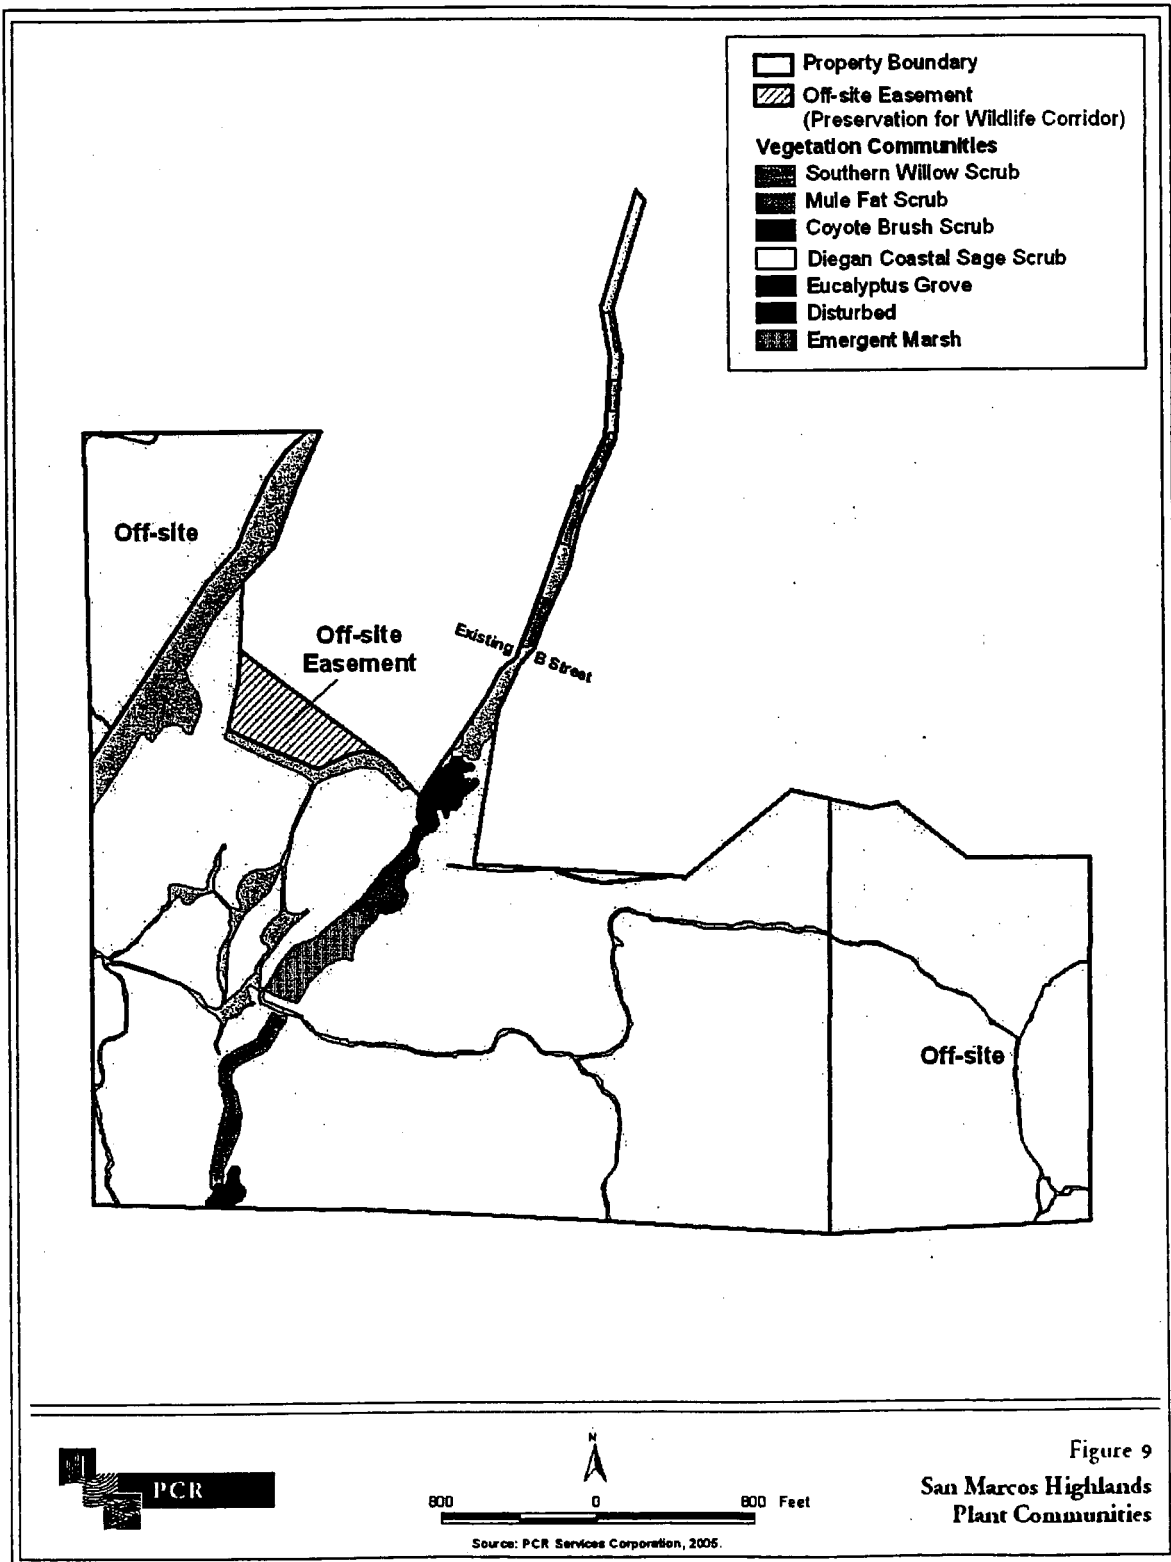 Property Boundary
Off-site Easement
(Preservation for Wildlife Corridor)
Vegetation Communities
Southern Willow Scrub
Mule Fat Scrub
Coyote Brush Scrub
Diegan Coastal Sage Scrub
Eucalyptus Grove
Disturbed
Emergent Marsh
Off-site
Off-site
Easement
Existing
B Street
Off-site
PCR
N
800 0 800 Feet
Source: PCR Services Corporation, 2005.
Figure 9
San Marcos Highlands
Plant Communities